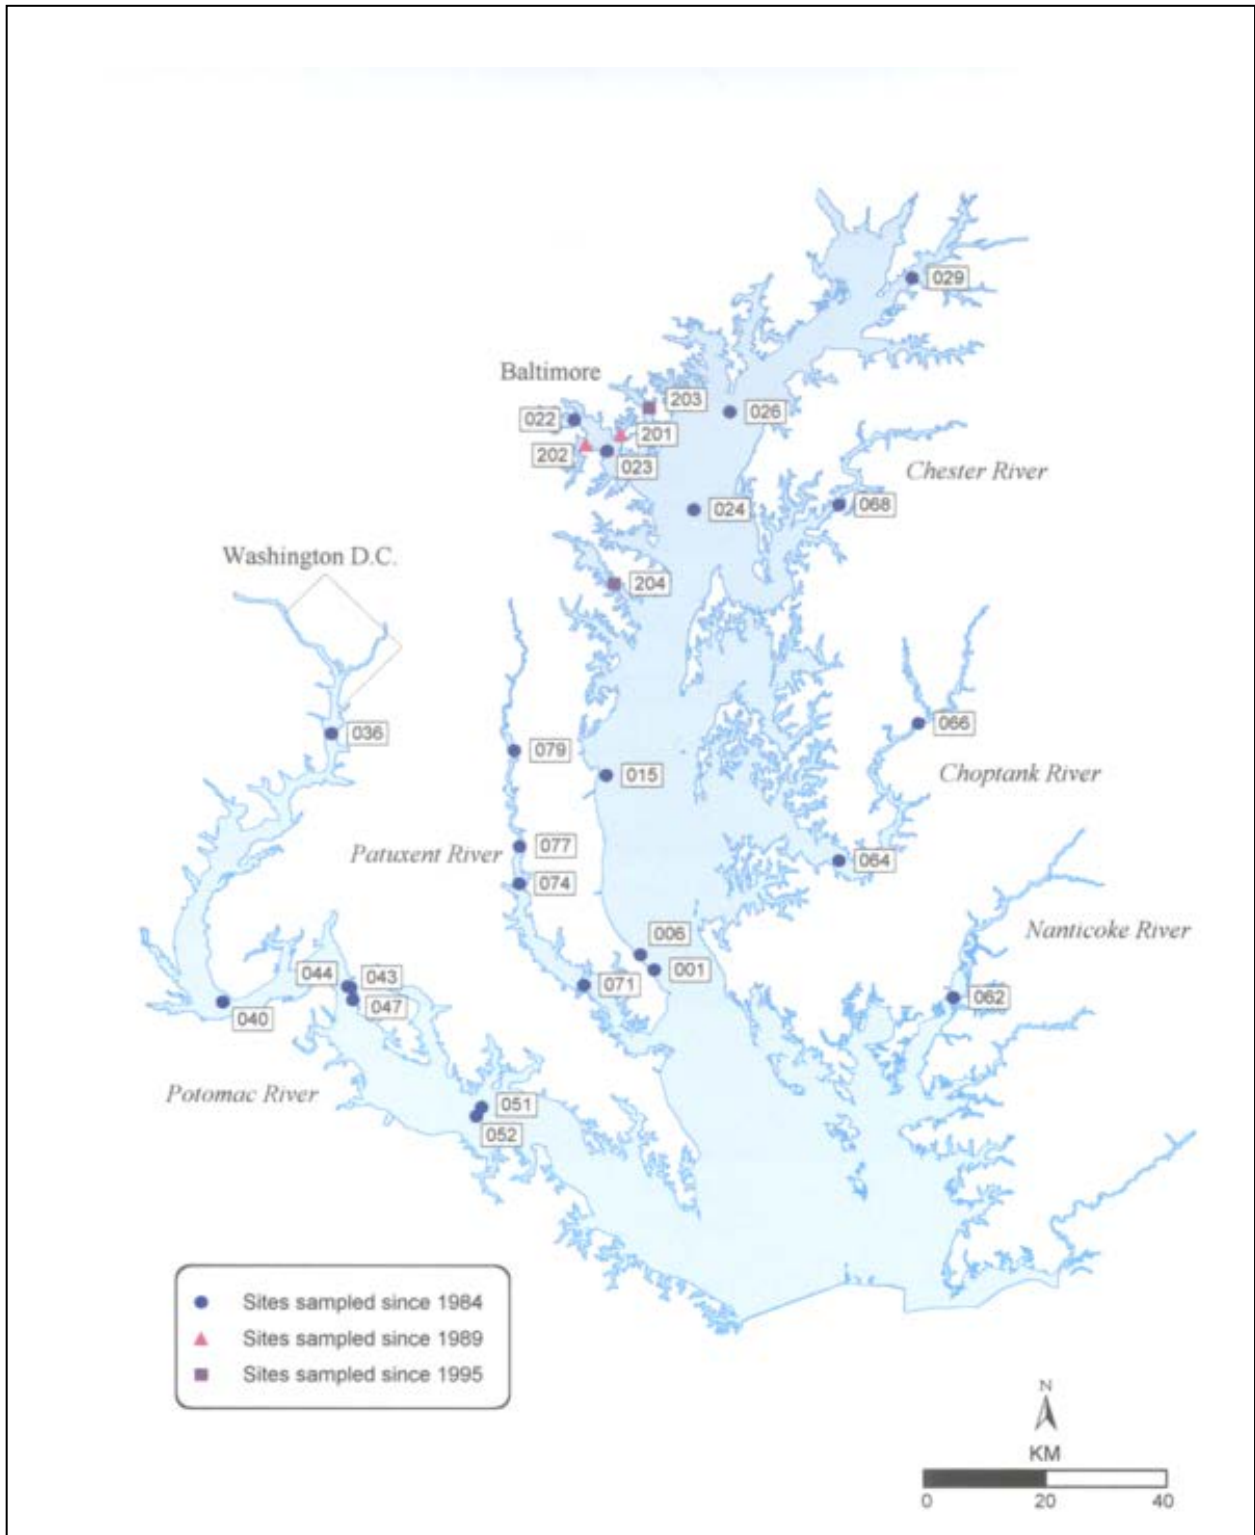 029
Baltimore
203
026
022
201
202
023
Chester River
068
024
Washington D.C.
204
066
036
079
015
Choptank River
077
Patuxent River
064
074
006
Nanticoke River
001
044
043
071
047
062
040
Potomac River
051
052
Sites sampled since 1984
Sites sampled since 1989
Sites sampled since 1995
N
KM
0 20 40